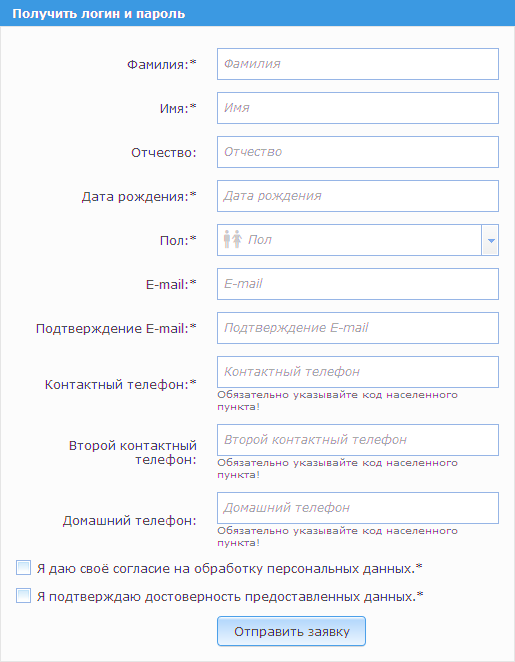 Получить логин и пароль
Фамилия:* Фамилия
Имя:* Имя
Отчество: Отчество
Дата рождения:* Дата рождения
Пол:* Пол
E-mail:* E-mail
Подтверждение E-mail:* Подтверждение E-mail
Контактный телефон:* Контактный телефон
Обязательно указывайте код населенного
пункта!
Второй контактный
телефон: Второй контактный телефон
Обязательно указывайте код населенного
пункта!
Домашний телефон: Домашний телефон
Обязательно указывайте код населенного
пункта!
Я даю своё согласие на обработку персональных данных.*
Я подтверждаю достоверность предоставленных данных.*
Отправить заявку